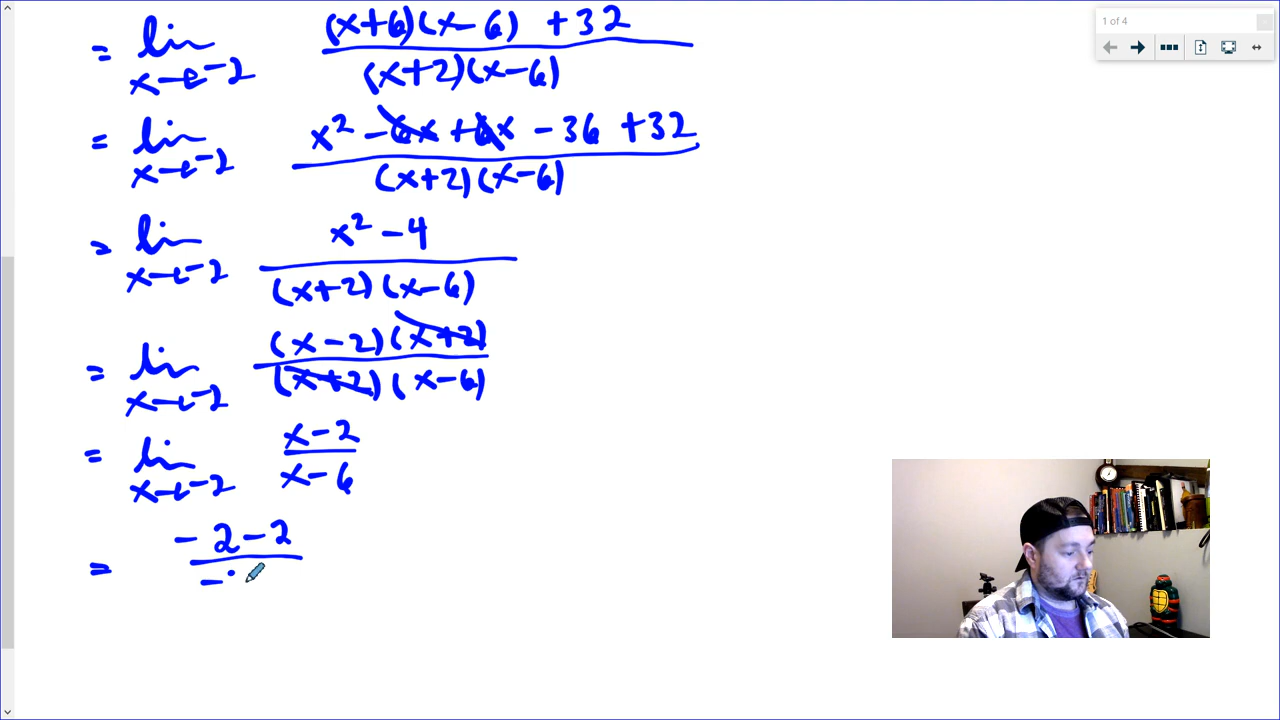 = lim (x+6)(x-6) +32
x→-2 (x+2)(x-6)
= lim x² -6x +6x -36 +32
x→-2 (x+2)(x-6)
= lim x² -4
x→-2 (x+2)(x-6)
= lim (x-2)(x+2)
x→-2 (x+2)(x-6)
= lim x-2
x→-2 x-6
= -2-2
-
1 of 4